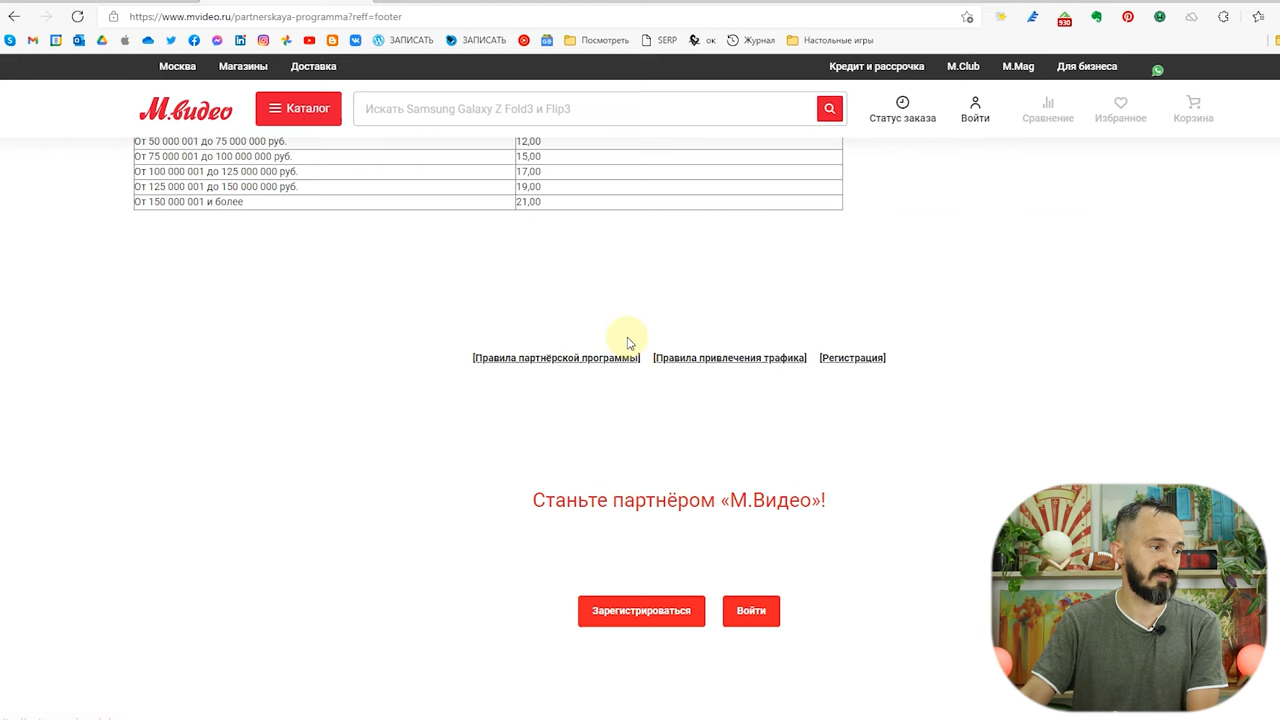 https://www.mvideo.ru/partnerskaya-programma?reff=footer
930
ЗАПИСАТЬ ЗАПИСАТЬ Посмотреть SERP ок Журнал Настольные игры
Москва Магазины Доставка Кредит и рассрочка M.Club M.Mag Для бизнеса
М.видео Каталог Искать Samsung Galaxy Z Fold3 и Flip3 Статус заказа Войти Сравнение Избранное Корзина
От 50 000 001 до 75 000 000 руб. 12,00
От 75 000 001 до 100 000 000 руб. 15,00
От 100 000 001 до 125 000 000 руб. 17,00
От 125 000 001 до 150 000 000 руб. 19,00
От 150 000 001 и более 21,00
[Правила партнёрской программы] [Правила привлечения трафика] [Регистрация]
Станьте партнёром «М.Видео»!
Зарегистрироваться Войти